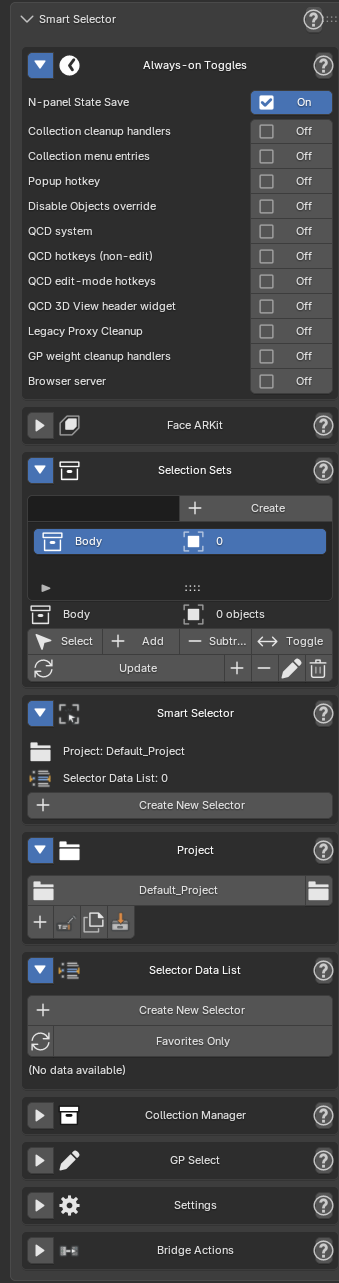 Smart Selector
Always-on Toggles
N-panel State Save On
Collection cleanup handlers Off
Collection menu entries Off
Popup hotkey Off
Disable Objects override Off
QCD system Off
QCD hotkeys (non-edit) Off
QCD edit-mode hotkeys Off
QCD 3D View header widget Off
Legacy Proxy Cleanup Off
GP weight cleanup handlers Off
Browser server Off
Face ARKit
Selection Sets
Create
Body 0
Body 0 objects
Select Add Subtr... Toggle
Update
Smart Selector
Project: Default_Project
Selector Data List: 0
Create New Selector
Project
Default_Project
Selector Data List
Create New Selector
Favorites Only
(No data available)
Collection Manager
GP Select
Settings
Bridge Actions